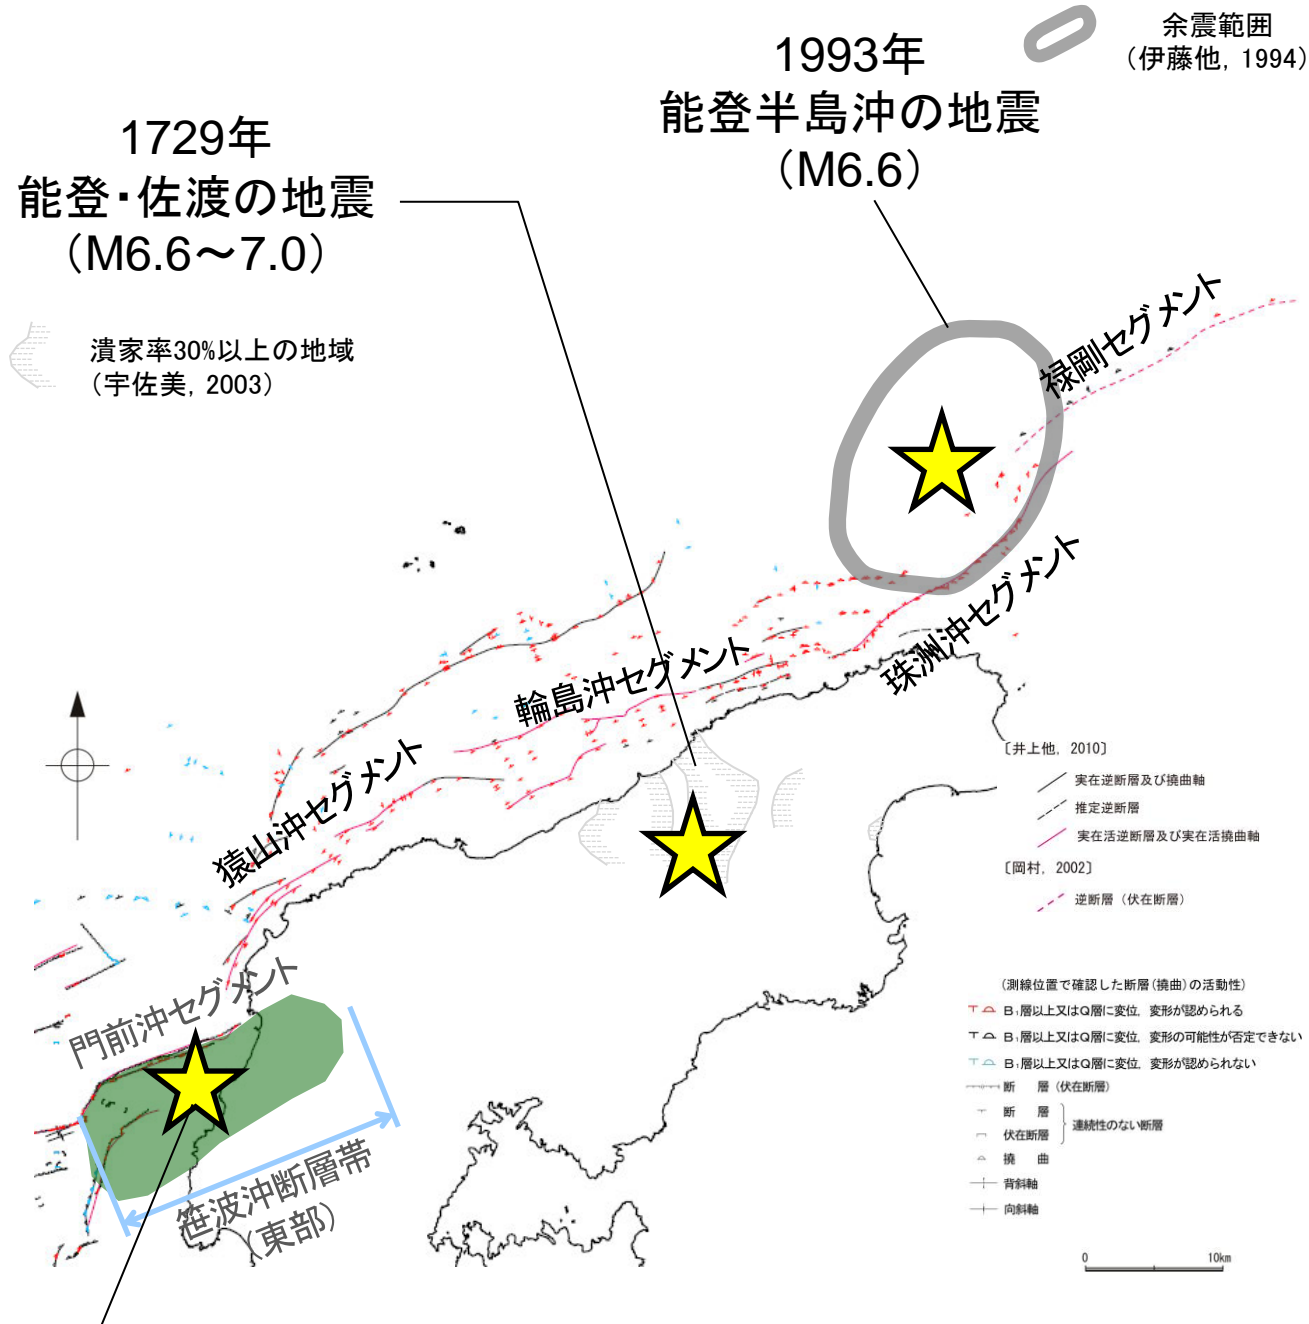 余震範囲
（伊藤他，1994）
1993年
能登半島沖の地震
（M6.6）
1729年
能登・佐渡の地震
（M6.6～7.0）
潰家率30%以上の地域
（宇佐美，2003）
禄剛セグメント
珠洲沖セグメント
輪島沖セグメント
猿山沖セグメント
門前沖セグメント
笹波沖断層帯
（東部）
［井上他，2010］
実在逆断層及び撓曲軸
推定逆断層
実在活逆断層及び実在活撓曲軸
［岡村，2002］
逆断層（伏在断層）
（測線位置で確認した断層（撓曲）の活動性）
B₁層以上又はQ層に変位，変形が認められる
B₁層以上又はQ層に変位，変形の可能性が否定できない
B₁層以上又はQ層に変位，変形が認められない
断　層（伏在断層）
断　層
伏在断層
連続性のない断層
撓　曲
背斜軸
向斜軸
0 10km